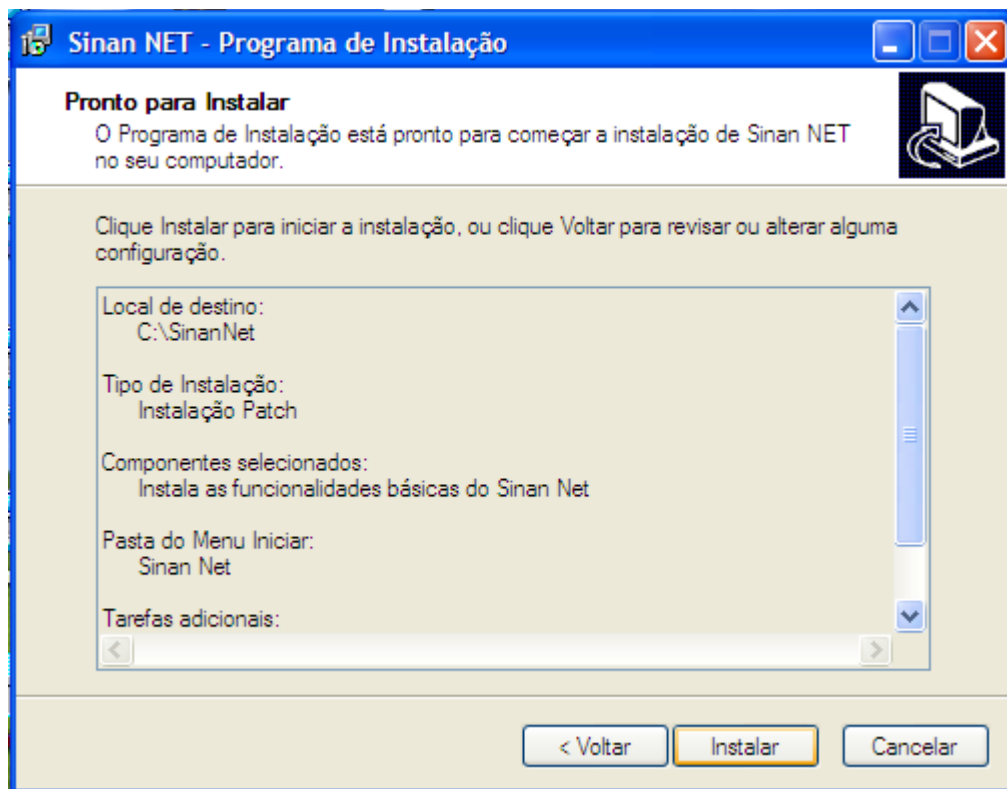 Sinan NET - Programa de Instalação
Pronto para Instalar
O Programa de Instalação está pronto para começar a instalação de Sinan NET
no seu computador.
Clique Instalar para iniciar a instalação, ou clique Voltar para revisar ou alterar alguma
configuração.
Local de destino:
C:\SinanNet
Tipo de Instalação:
Instalação Patch
Componentes selecionados:
Instala as funcionalidades básicas do Sinan Net
Pasta do Menu Iniciar:
Sinan Net
Tarefas adicionais:
< Voltar
Instalar
Cancelar